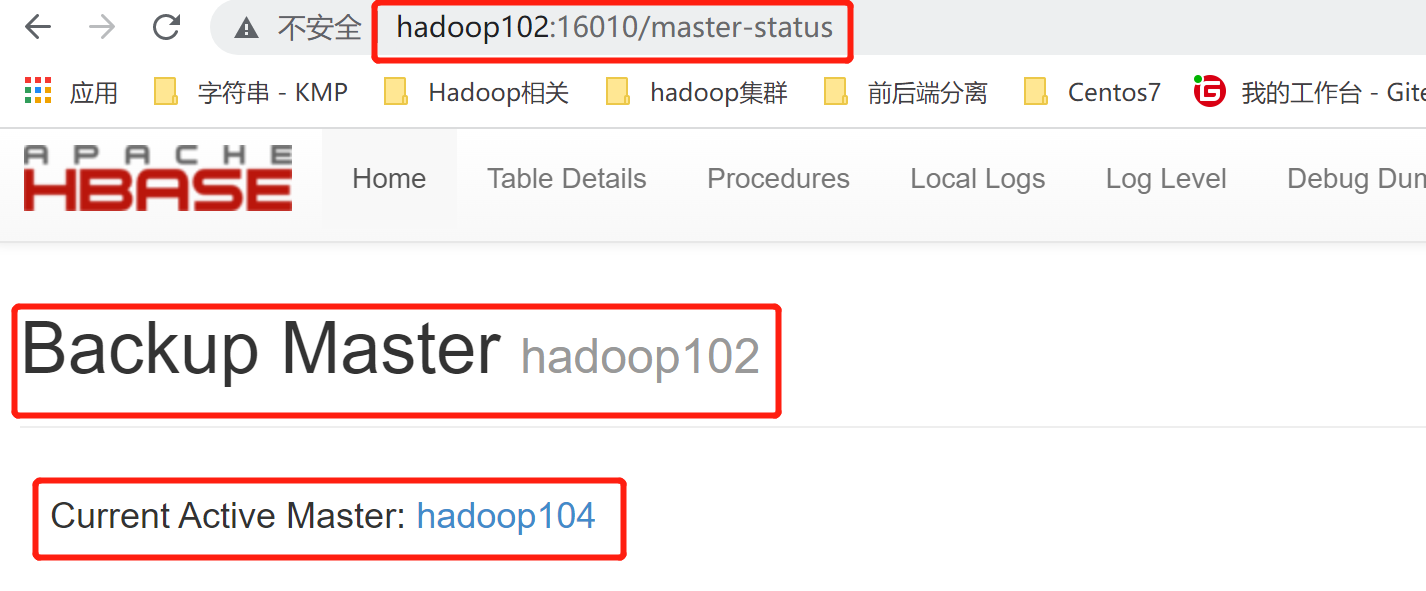 不安全 hadoop102:16010/master-status
应用 字符串 - KMP Hadoop相关 hadoop集群 前后端分离 Centos7 我的工作台 - Gite
APACHE
HBASE
Home Table Details Procedures Local Logs Log Level Debug Dum
Backup Master hadoop102
Current Active Master: hadoop104